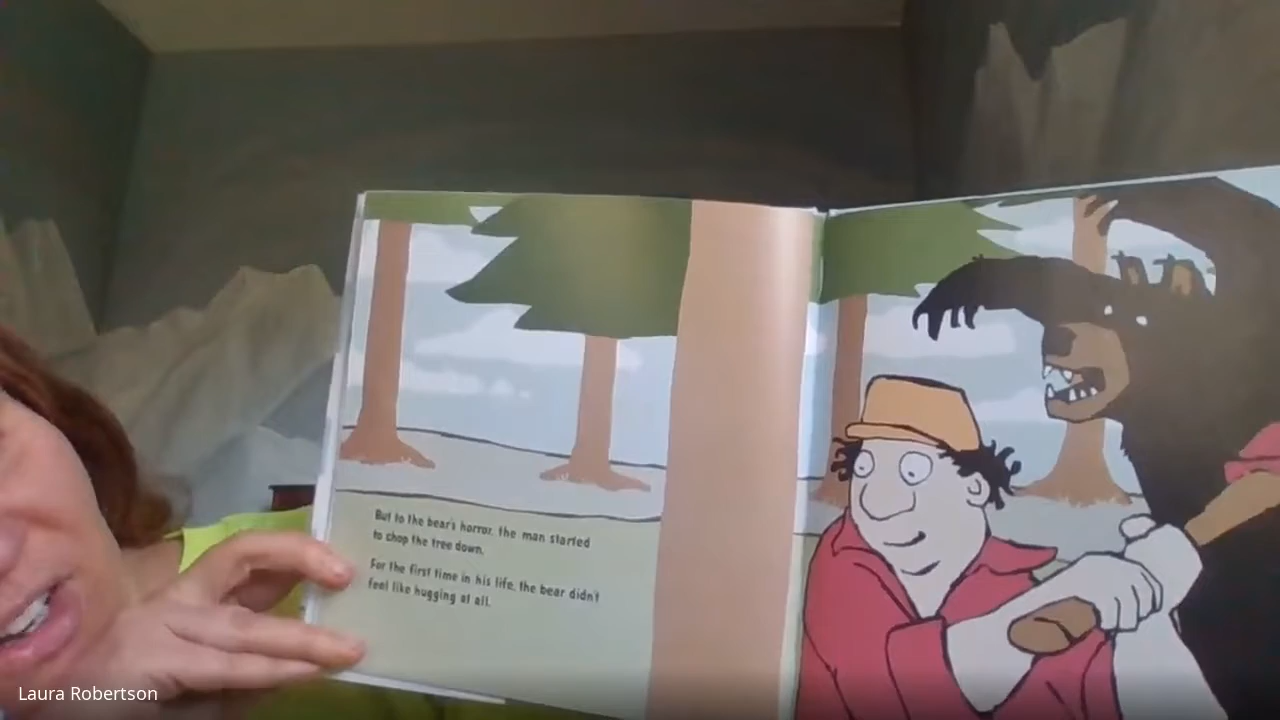 But to the bear's horror, the man started
to chop the tree down.
For the first time in his life, the bear didn't
feel like hugging at all.
Laura Robertson